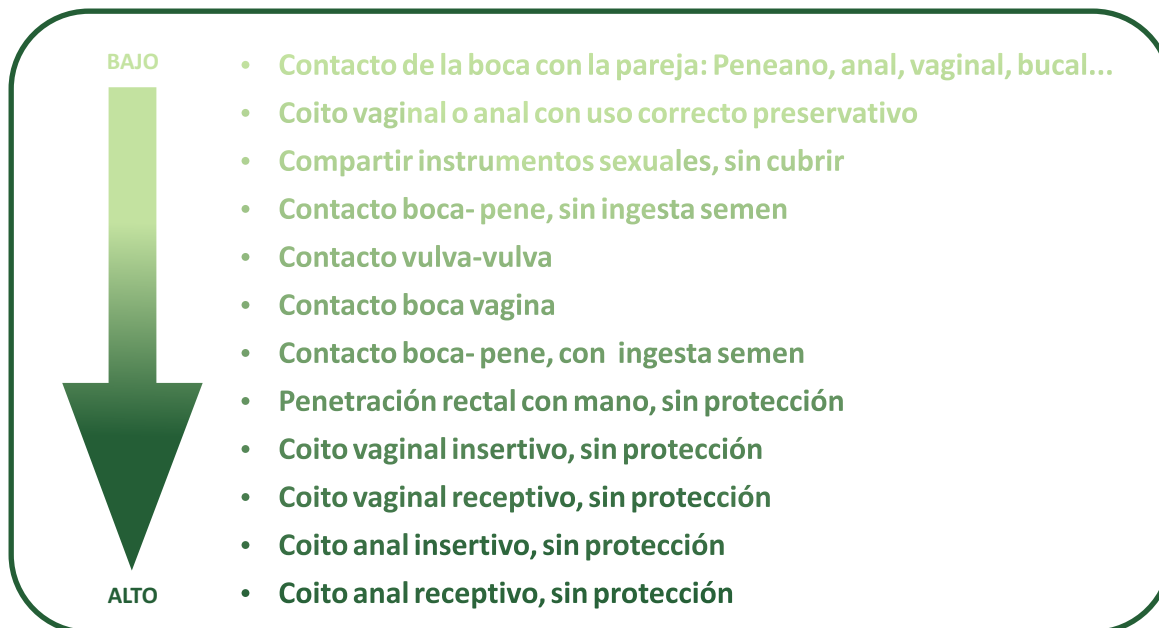 BAJO
• Contacto de la boca con la pareja: Peneano, anal, vaginal, bucal...
• Coito vaginal o anal con uso correcto preservativo
• Compartir instrumentos sexuales, sin cubrir
• Contacto boca- pene, sin ingesta semen
• Contacto vulva-vulva
• Contacto boca vagina
• Contacto boca- pene, con  ingesta semen
• Penetración rectal con mano, sin protección
• Coito vaginal insertivo, sin protección
• Coito vaginal receptivo, sin protección
• Coito anal insertivo, sin protección
ALTO
• Coito anal receptivo, sin protección